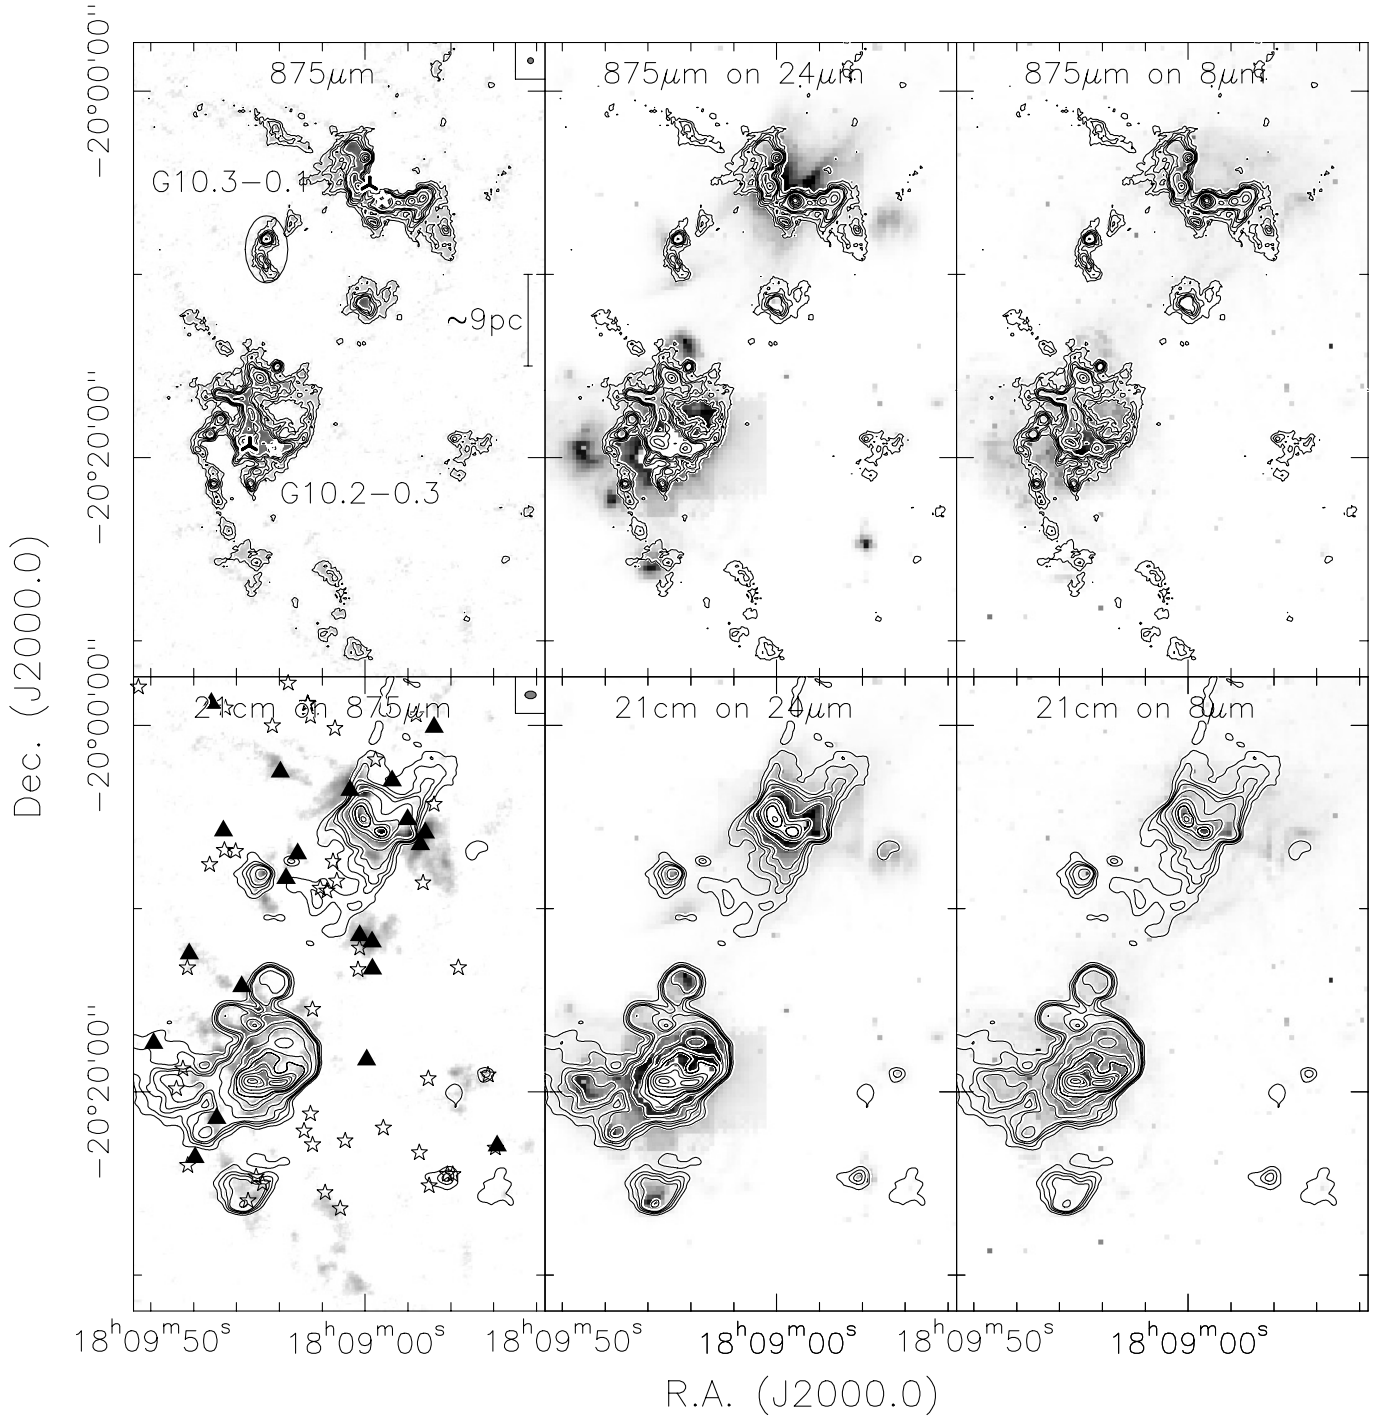 875μm
875μm on 24μm
875μm on 8μm
G10.3−0.1
~9pc
G10.2−0.3
21cm on 875μm
21cm on 24μm
21cm on 8μm
−20°00'00"
−20°20'00"
−20°00'00"
−20°20'00"
Dec. (J2000.0)
18ʰ09ᵐ50ˢ
18ʰ09ᵐ00ˢ
18ʰ09ᵐ50ˢ
18ʰ09ᵐ00ˢ
18ʰ09ᵐ50ˢ
18ʰ09ᵐ00ˢ
R.A. (J2000.0)